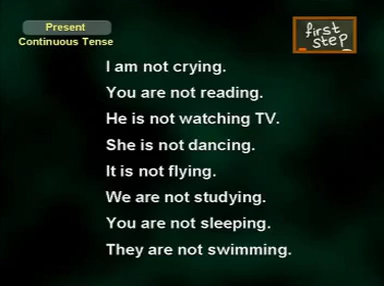 Present
Continuous Tense
first
step
I am not crying.
You are not reading.
He is not watching TV.
She is not dancing.
It is not flying.
We are not studying.
You are not sleeping.
They are not swimming.